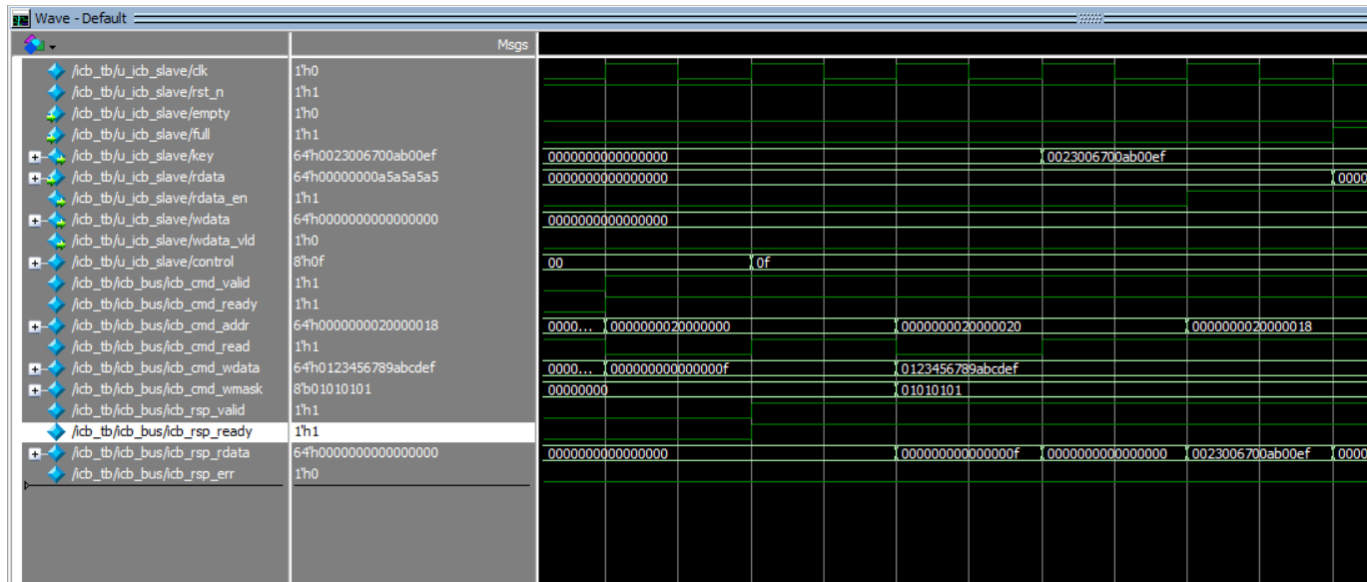 Wave - Default
Msgs
/icb_tb/u_icb_slave/clk 1'h0
/icb_tb/u_icb_slave/rst_n 1'h1
/icb_tb/u_icb_slave/empty 1'h0
/icb_tb/u_icb_slave/full 1'h1
/icb_tb/u_icb_slave/key 64'h0023006700ab00ef 0000000000000000 0023006700ab00ef
/icb_tb/u_icb_slave/rdata 64'h00000000a5a5a5a5 0000000000000000 0000
/icb_tb/u_icb_slave/rdata_en 1'h1
/icb_tb/u_icb_slave/wdata 64'h0000000000000000 0000000000000000
/icb_tb/u_icb_slave/wdata_vld 1'h0
/icb_tb/u_icb_slave/control 8'h0f 00 0f
/icb_tb/icb_bus/icb_cmd_valid 1'h1
/icb_tb/icb_bus/icb_cmd_ready 1'h1
/icb_tb/icb_bus/icb_cmd_addr 64'h0000000020000018 0000... 0000000020000000 0000000020000020 0000000020000018
/icb_tb/icb_bus/icb_cmd_read 1'h1
/icb_tb/icb_bus/icb_cmd_wdata 64'h0123456789abcdef 0000... 000000000000000f 0123456789abcdef
/icb_tb/icb_bus/icb_cmd_wmask 8'b01010101 00000000 01010101
/icb_tb/icb_bus/icb_rsp_valid 1'h1
/icb_tb/icb_bus/icb_rsp_ready 1'h1
/icb_tb/icb_bus/icb_rsp_rdata 64'h0000000000000000 0000000000000000 000000000000000f 0000000000000000 0023006700ab00ef 0000
/icb_tb/icb_bus/icb_rsp_err 1'h0